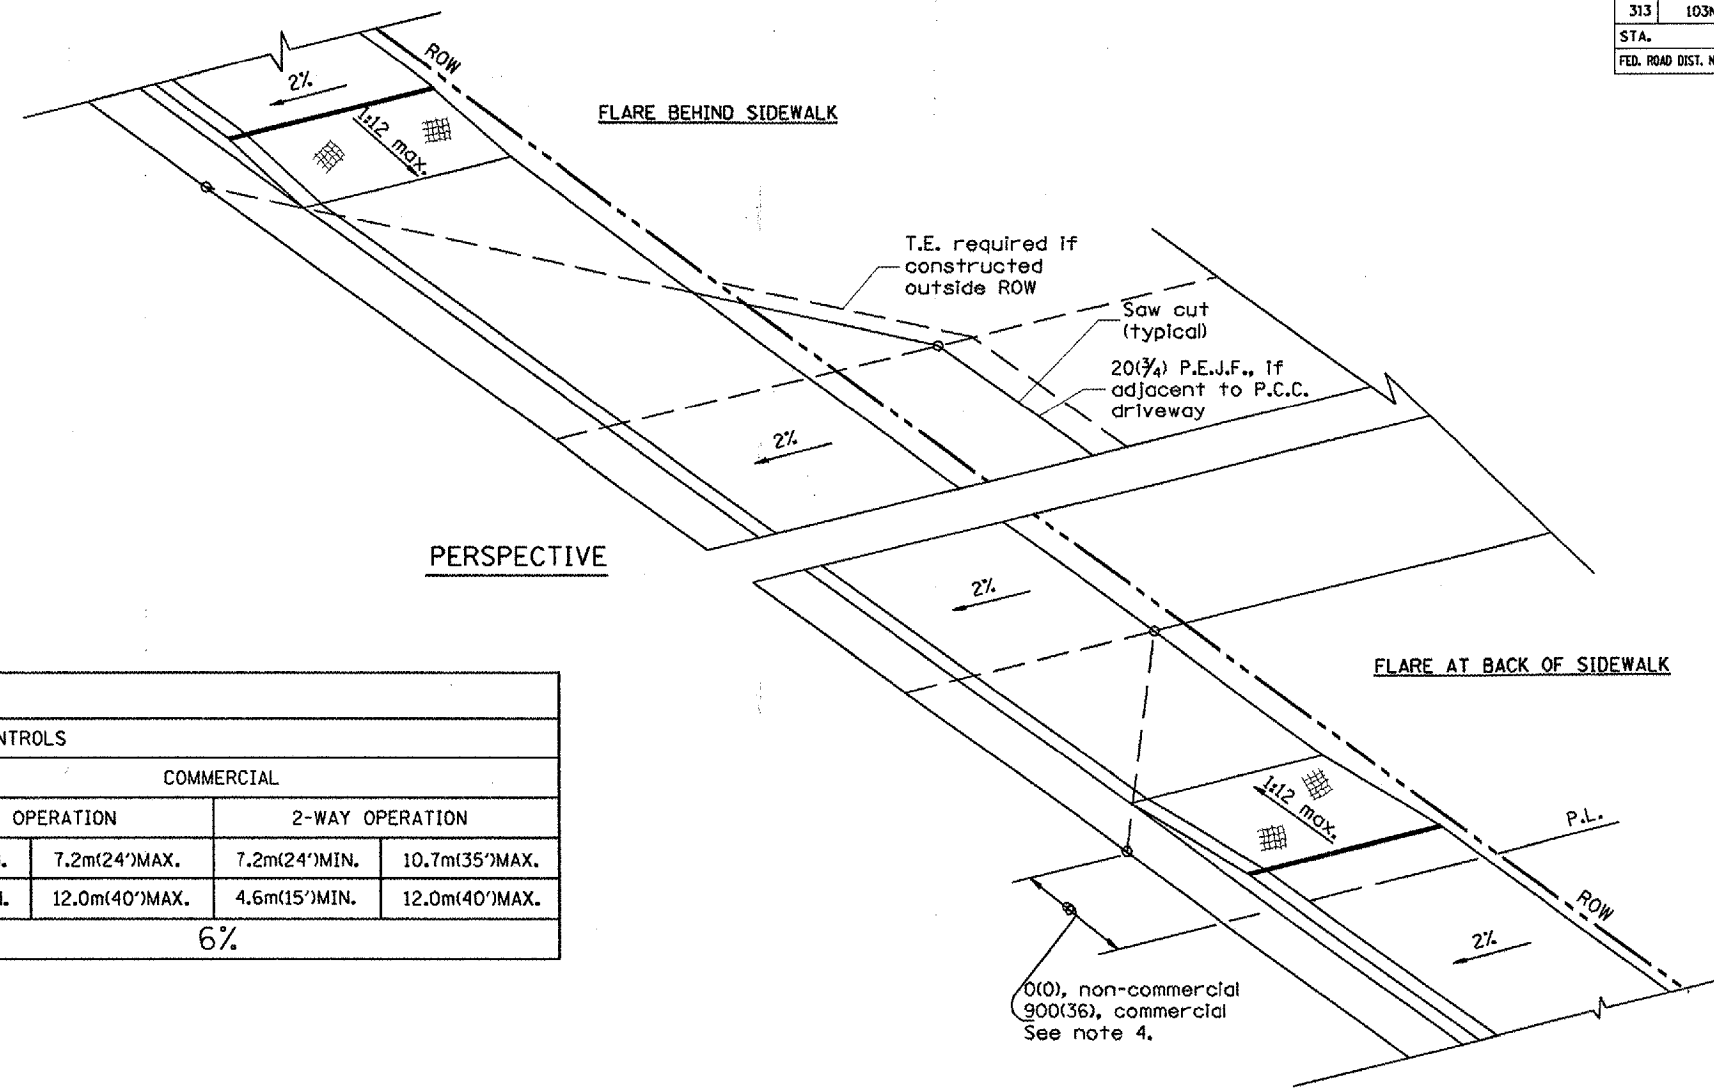 313 103N
STA.
FED. ROAD DIST. N
ROW
2%
1:12 max.
FLARE BEHIND SIDEWALK
T.E. required if
constructed
outside ROW
Saw cut
(typical)
20(3/4) P.E.J.F., if
adjacent to P.C.C.
driveway
2%
PERSPECTIVE
2%
FLARE AT BACK OF SIDEWALK
1:12 max.
P.L.
ROW
2%
0(0), non-commercial
900(36), commercial
See note 4.
NTROLS
COMMERCIAL
OPERATION 2-WAY OPERATION
7.2m(24')MAX. 7.2m(24')MIN. 10.7m(35')MAX.
12.0m(40')MAX. 4.6m(15')MIN. 12.0m(40')MAX.
6%